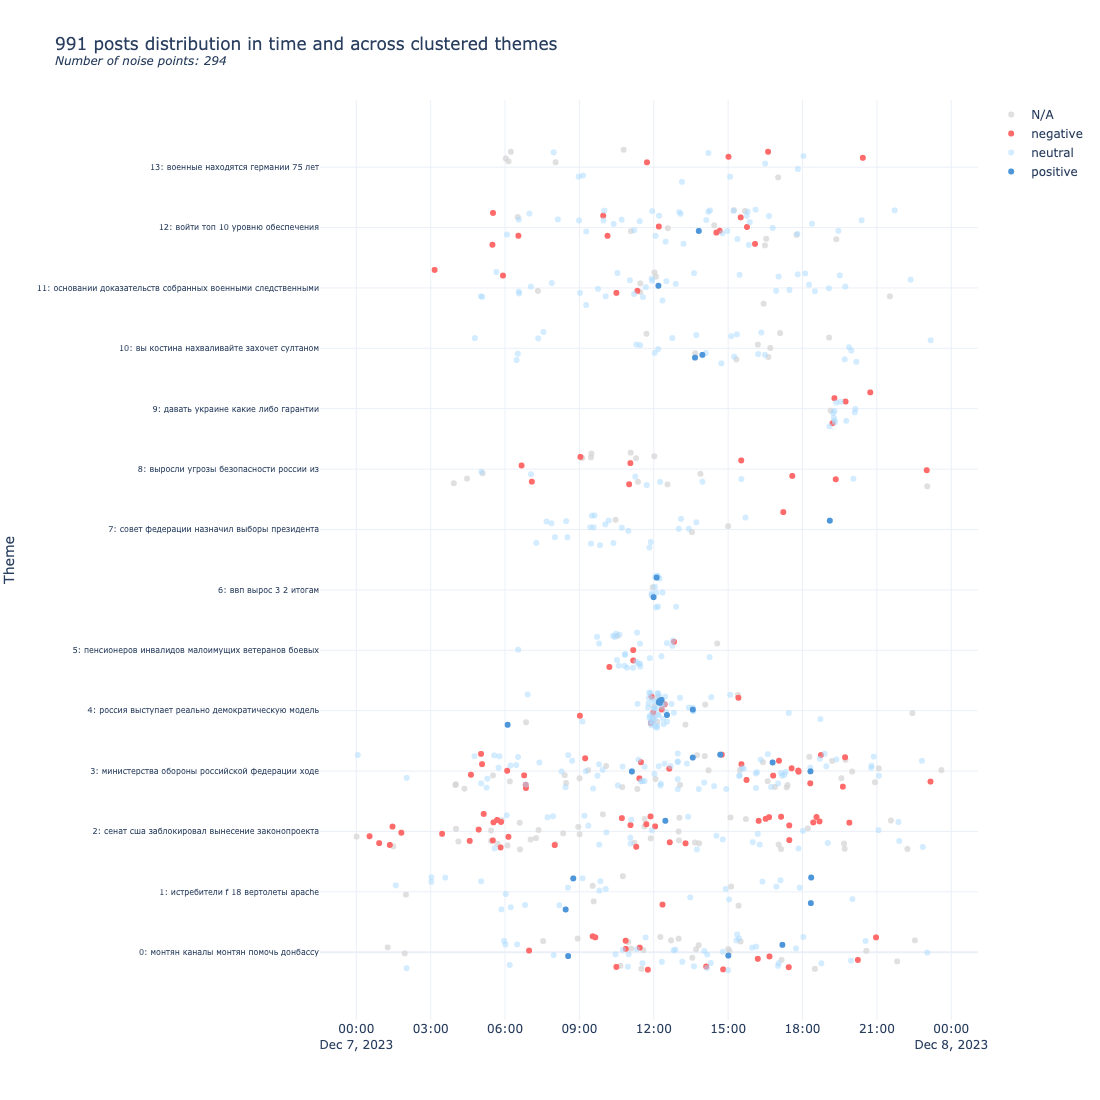 991 posts distribution in time and across clustered themes
Number of noise points: 294
N/A
negative
neutral
positive
Theme
13: военные находятся германии 75 лет
12: войти топ 10 уровню обеспечения
11: основании доказательств собранных военными следственными
10: вы костина нахваливайте захочет султаном
9: давать украине какие либо гарантии
8: выросли угрозы безопасности россии из
7: совет федерации назначил выборы президента
6: ввп вырос 3 2 итогам
5: пенсионеров инвалидов малоимущих ветеранов боевых
4: россия выступает реально демократическую модель
3: министерства обороны российской федерации ходе
2: сенат сша заблокировал вынесение законопроекта
1: истребители f 18 вертолеты apache
0: монтян каналы монтян помочь донбассу
00:00 03:00 06:00 09:00 12:00 15:00 18:00 21:00 00:00
Dec 7, 2023 Dec 8, 2023